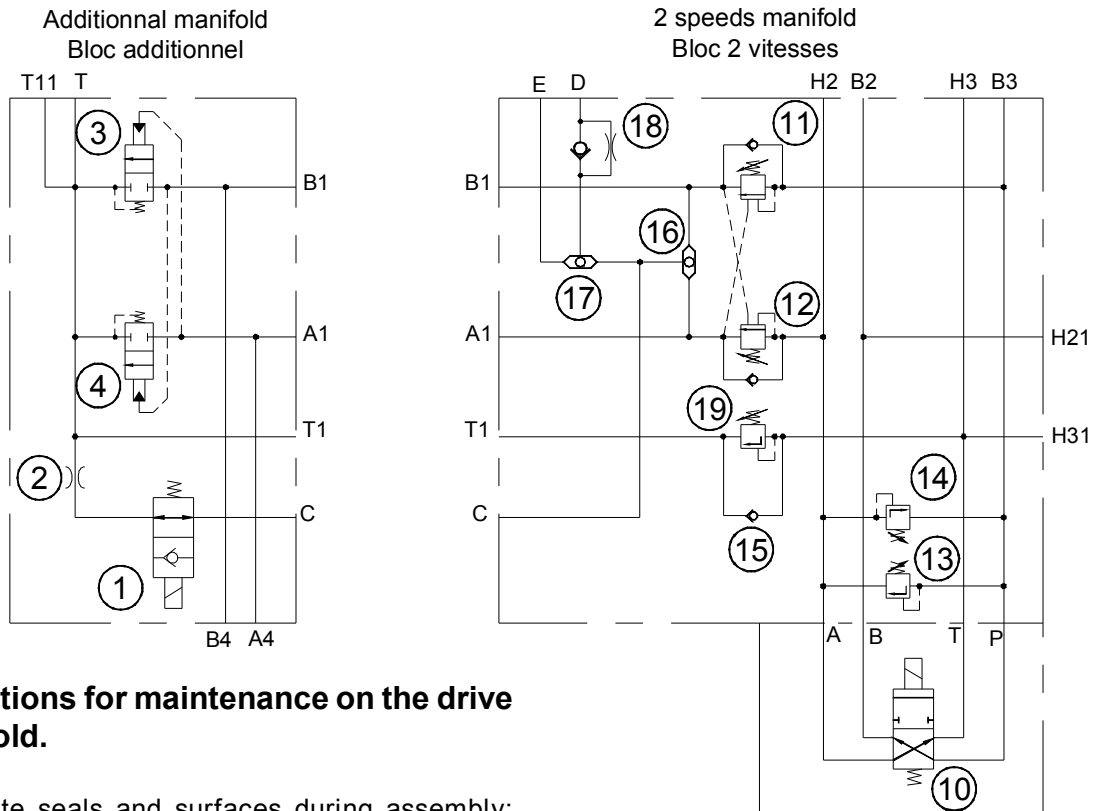 Additionnal manifold
Bloc additionnel
2 speeds manifold
Bloc 2 vitesses
T11 T
E D H2 B2 H3 B3
3
18
11
B1
B1
16
17
12
A1
A1
H21
4
19
T1
T1
H31
2
14
C
C
15
13
1
B4 A4
A B T P
10
tions for maintenance on the drive
old.
te seals and surfaces during assembly: